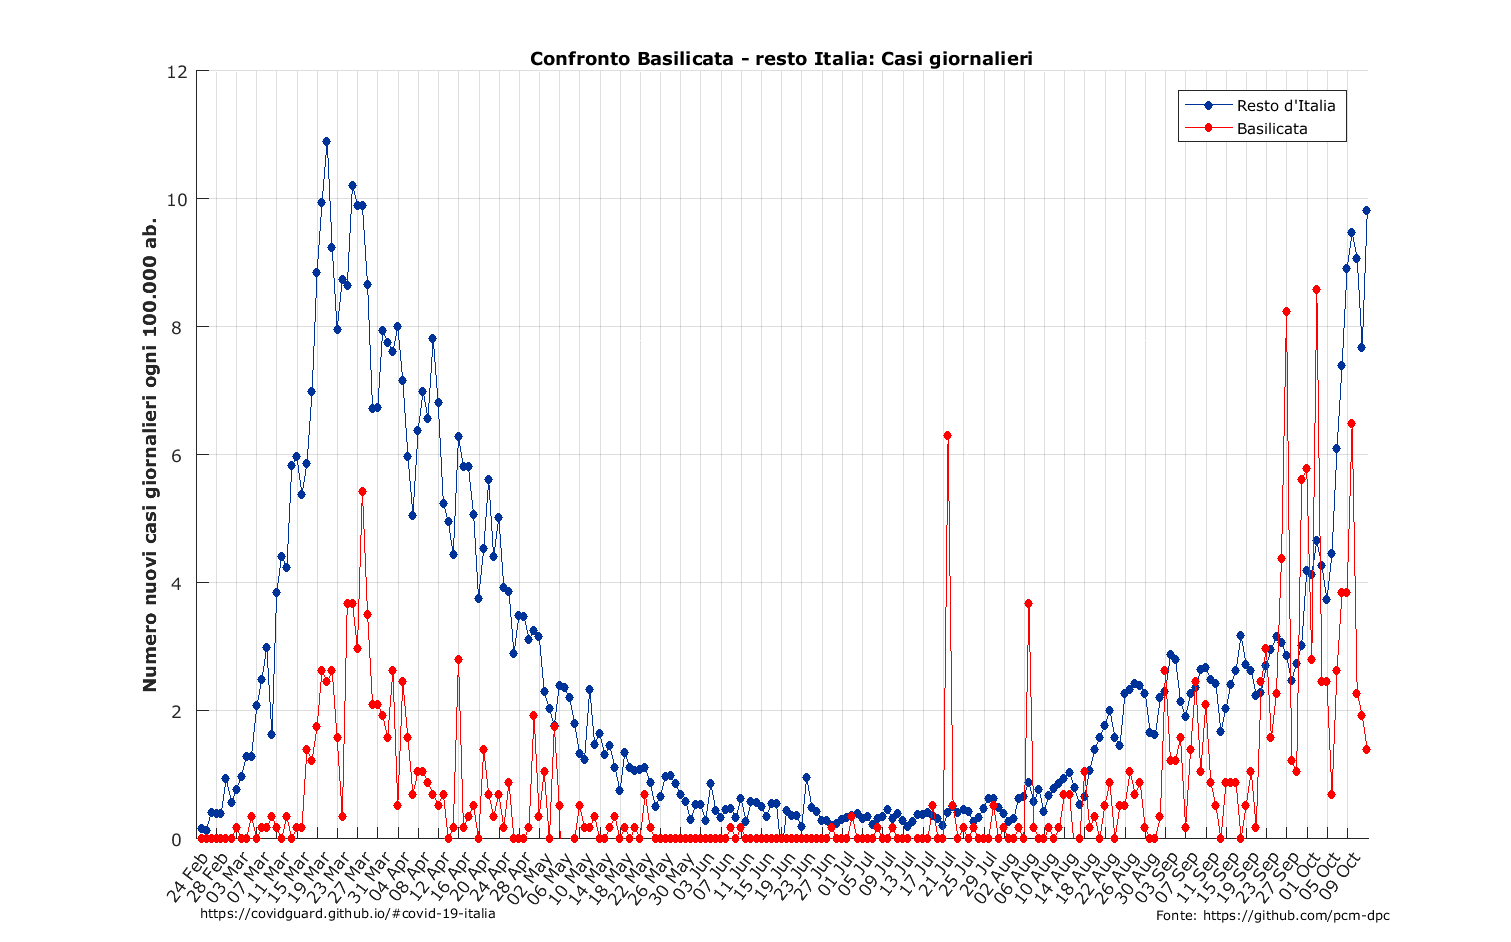 Confronto Basilicata - resto Italia: Casi giornalieri
Numero nuovi casi giornalieri ogni 100.000 ab.
12
10
8
6
4
2
0
Resto d'Italia
Basilicata
24 Feb
28 Feb
03 Mar
07 Mar
11 Mar
15 Mar
19 Mar
23 Mar
27 Mar
31 Mar
04 Apr
08 Apr
12 Apr
16 Apr
20 Apr
24 Apr
28 Apr
02 May
06 May
10 May
14 May
18 May
22 May
26 May
30 May
03 Jun
07 Jun
11 Jun
15 Jun
19 Jun
23 Jun
27 Jun
01 Jul
05 Jul
09 Jul
13 Jul
17 Jul
21 Jul
25 Jul
29 Jul
02 Aug
06 Aug
10 Aug
14 Aug
18 Aug
22 Aug
26 Aug
30 Aug
03 Sep
07 Sep
11 Sep
15 Sep
19 Sep
23 Sep
27 Sep
01 Oct
05 Oct
09 Oct
https://covidguard.github.io/#covid-19-italia
Fonte: https://github.com/pcm-dpc